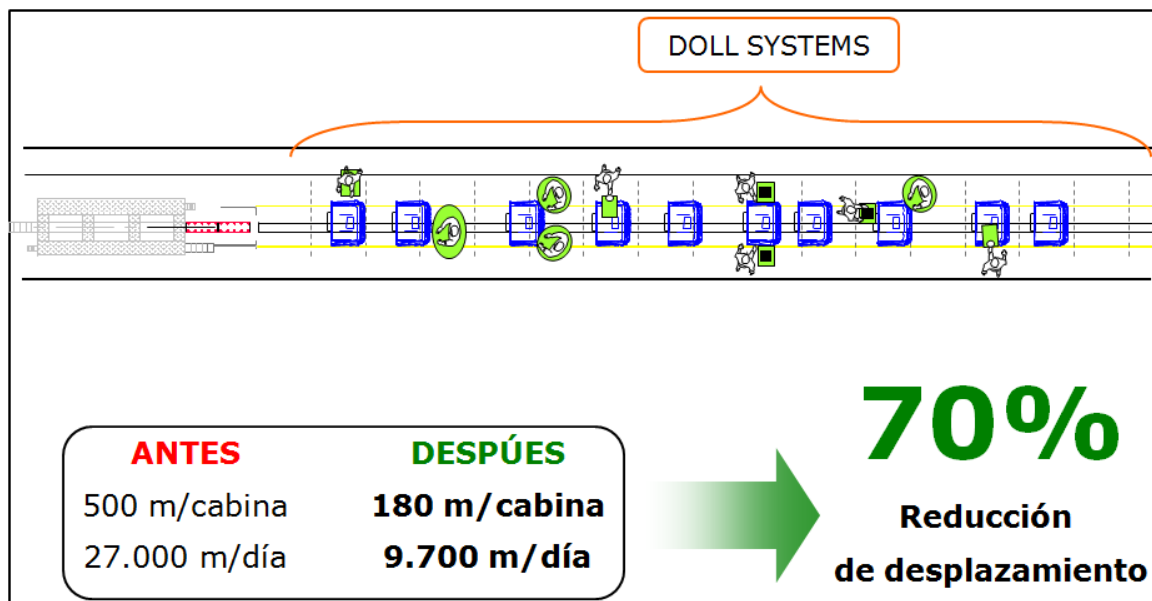 DOLL SYSTEMS
ANTES
DESPÚES
500 m/cabina
180 m/cabina
27.000 m/día
9.700 m/día
70%
Reducción
de desplazamiento